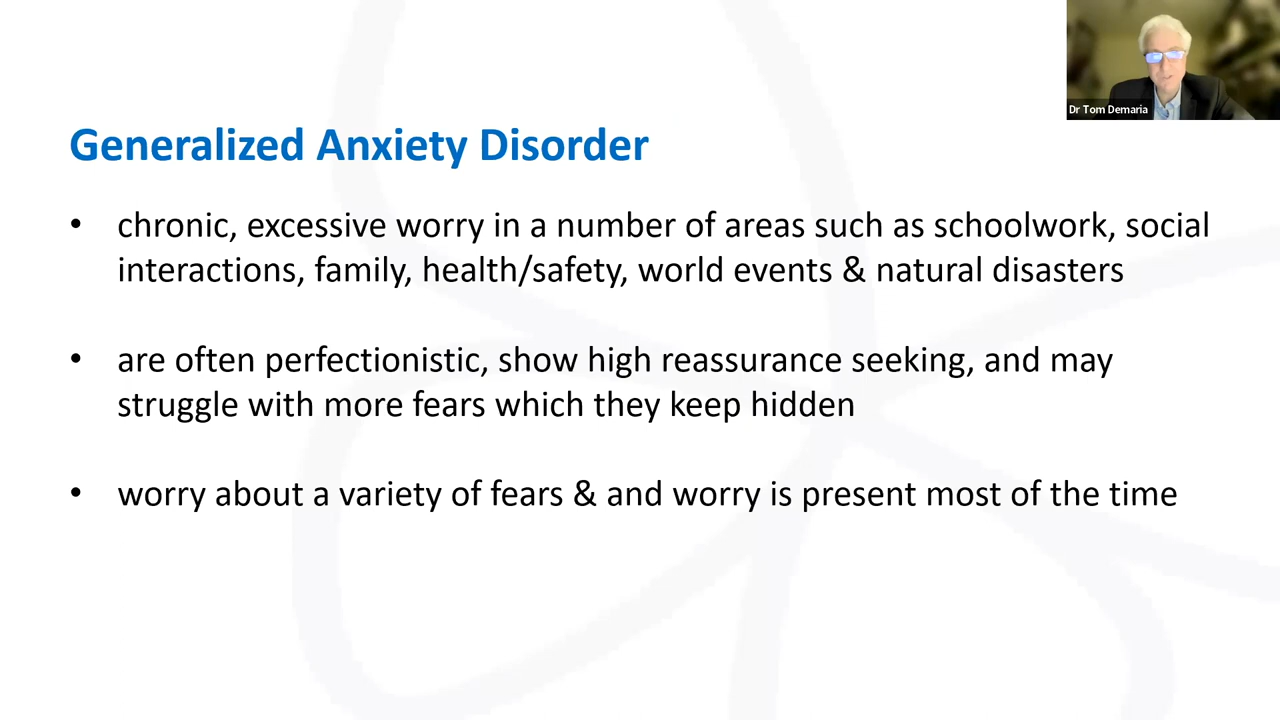 Dr Tom Demaria
Generalized Anxiety Disorder
• chronic, excessive worry in a number of areas such as schoolwork, social
interactions, family, health/safety, world events & natural disasters
• are often perfectionistic, show high reassurance seeking, and may
struggle with more fears which they keep hidden
• worry about a variety of fears & and worry is present most of the time